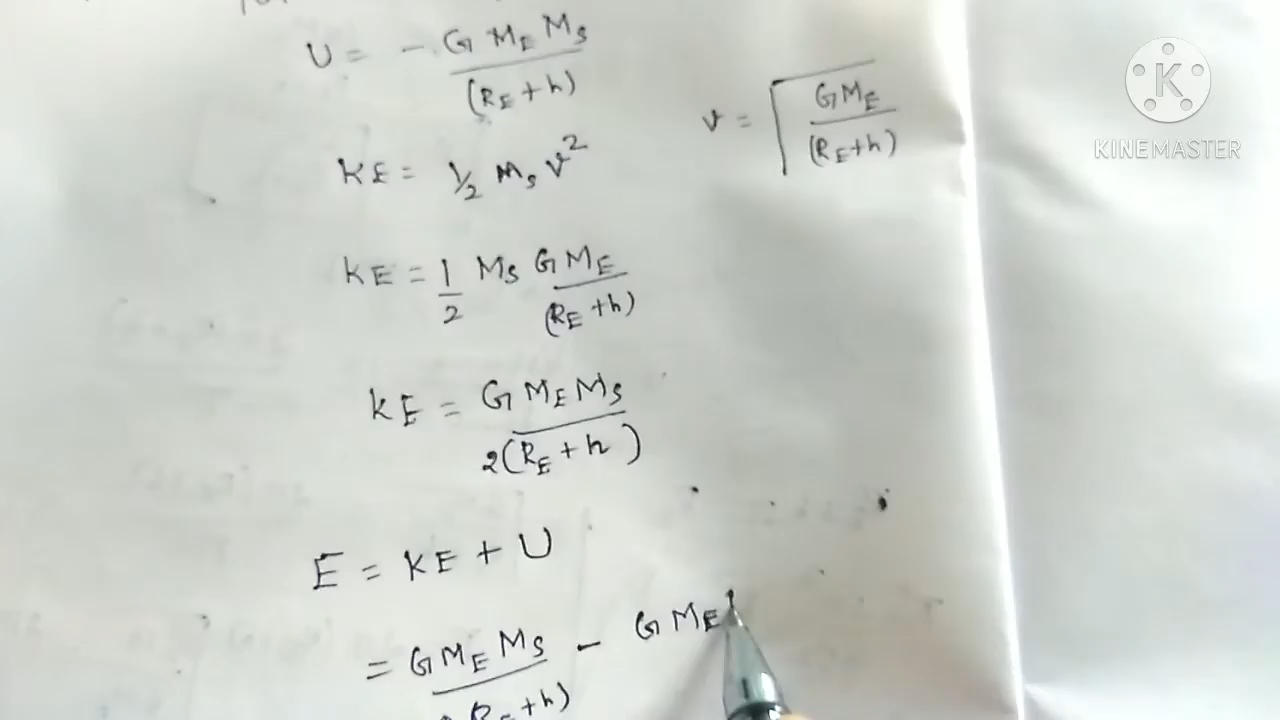 U = - G M_E M_S / (R_E + h)
v = √ GM_E / (R_E + h)
K
KINEMASTER
KE = 1/2 M_s v²
KE = 1/2 M_S G M_E / (R_E + h)
KE = G M_E M_S / 2(R_E + h)
E = KE + U
= G M_E M_S / (R_E + h) - G M_E